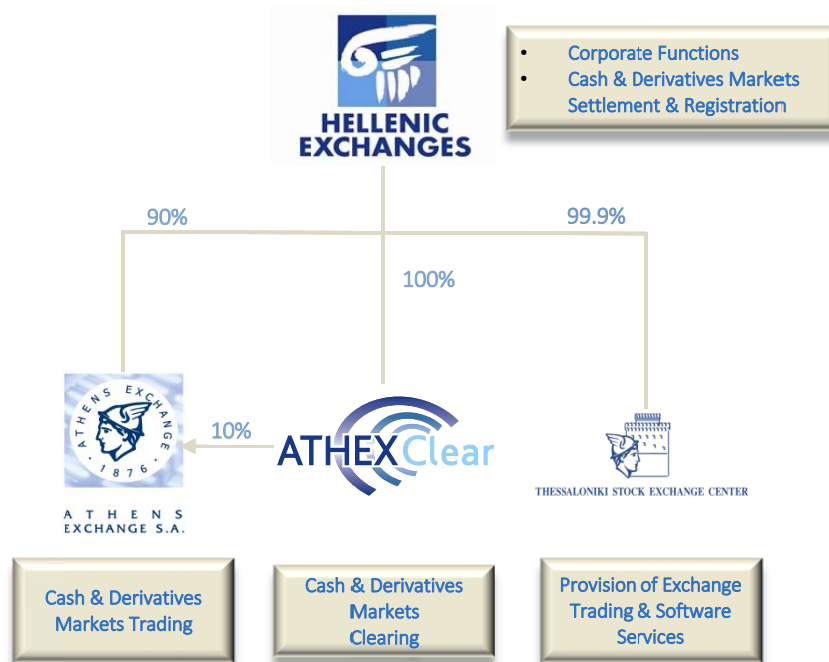 HELLENIC
EXCHANGES
• Corporate Functions
• Cash & Derivatives Markets
Settlement & Registration
90%
99.9%
100%
ATHENS EXCHANGE
· 1876 ·
ATHENS
EXCHANGE S.A.
10%
ATHEXClear
THESSALONIKI STOCK EXCHANGE CENTER
Cash & Derivatives
Markets Trading
Cash & Derivatives
Markets
Clearing
Provision of Exchange
Trading & Software
Services